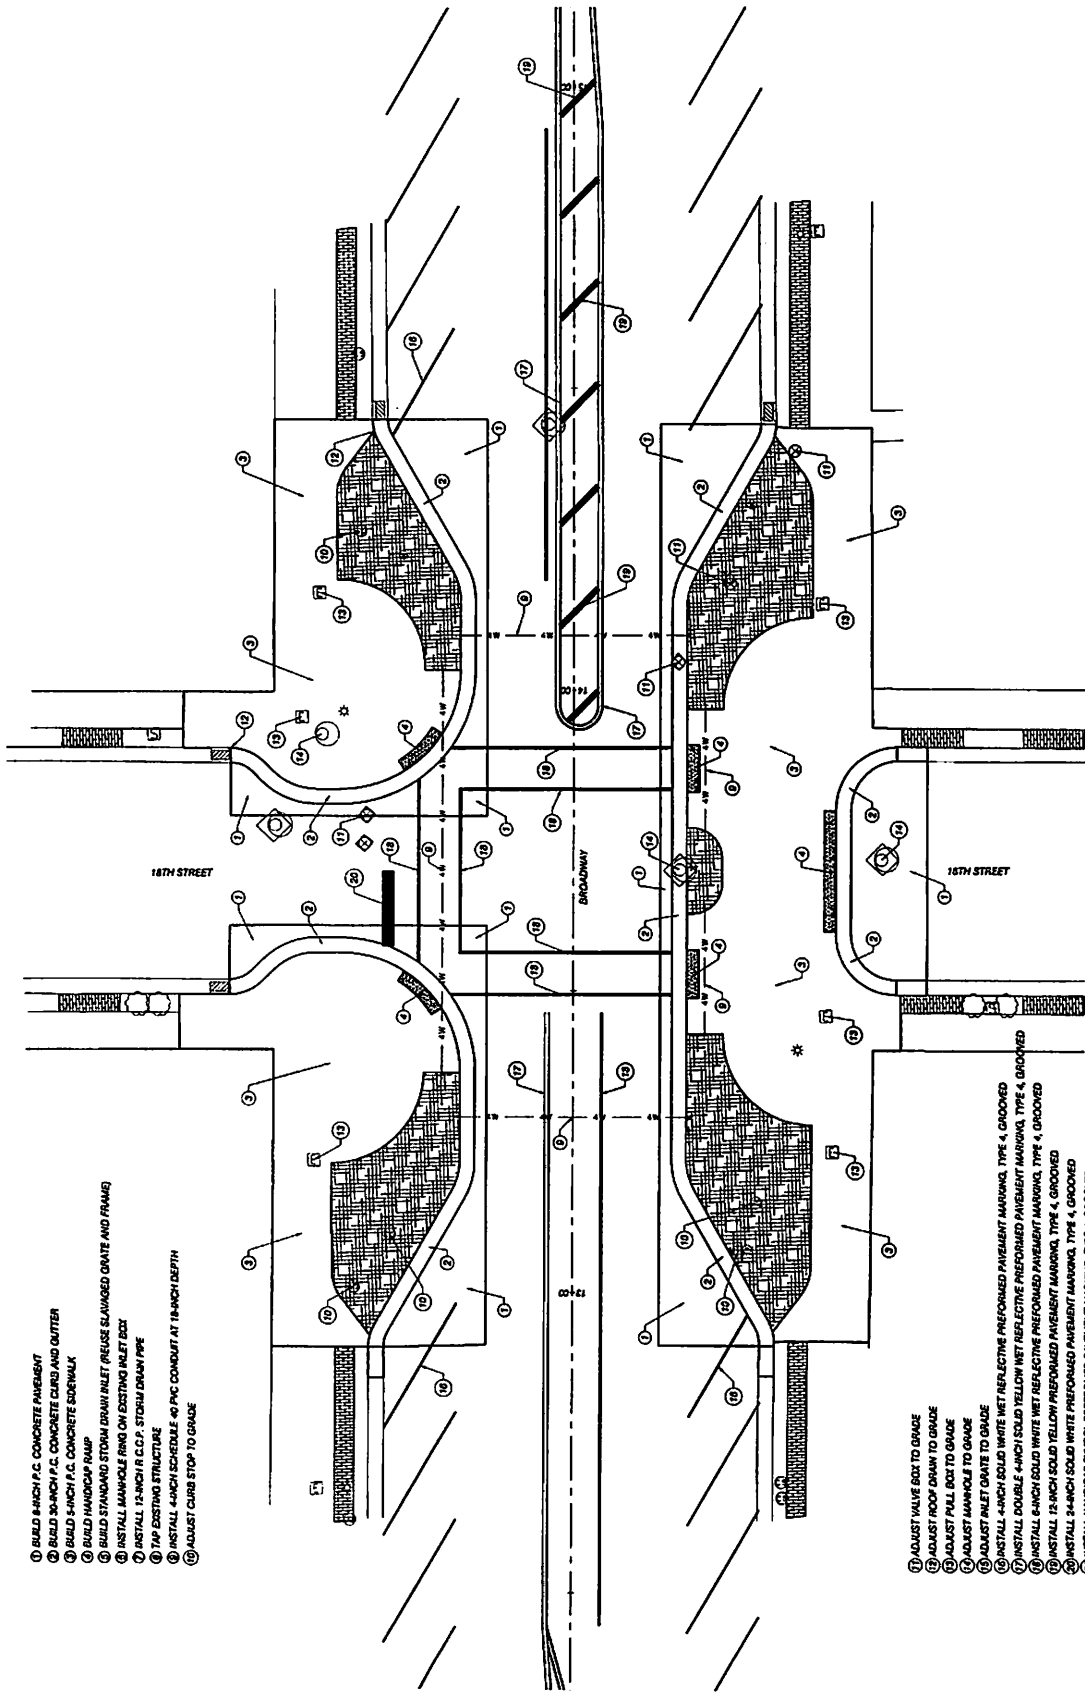 ① BUILD 8-INCH P.C. CONCRETE PAVEMENT
② BUILD 30-INCH P.C. CONCRETE CURB AND GUTTER
③ BUILD 5-INCH P.C. CONCRETE SIDEWALK
④ BUILD HANDICAP RAMP
⑤ BUILD STANDARD STORM DRAIN INLET (REUSE SLAVAGED GRATE AND FRAME)
⑥ INSTALL MANHOLE RING ON EXISTING INLET BOX
⑦ INSTALL 12-INCH R.C.C.P. STORM DRAIN PIPE
⑧ TAP EXISTING STRUCTURE
⑨ INSTALL 4-INCH SCHEDULE 40 PVC CONDUIT AT 18-INCH DEPTH
⑩ ADJUST CURB STOP TO GRADE
⑪ ADJUST VALVE BOX TO GRADE
⑫ ADJUST ROOF DRAIN TO GRADE
⑬ ADJUST PULL BOX TO GRADE
⑭ ADJUST MANHOLE TO GRADE
⑮ ADJUST INLET GRATE TO GRADE
⑯ INSTALL 4-INCH SOLID WHITE WET REFLECTIVE PREFORMED PAVEMENT MARKING, TYPE 4, GROOVED
⑰ INSTALL DOUBLE 4-INCH SOLID YELLOW WET REFLECTIVE PREFORMED PAVEMENT MARKING, TYPE 4, GROOVED
⑱ INSTALL 6-INCH SOLID WHITE WET REFLECTIVE PREFORMED PAVEMENT MARKING, TYPE 4, GROOVED
⑲ INSTALL 12-INCH SOLID YELLOW PREFORMED PAVEMENT MARKING, TYPE 4, GROOVED
⑳ INSTALL 24-INCH SOLID WHITE PREFORMED PAVEMENT MARKING, TYPE 4, GROOVED
18TH STREET
BROADWAY
18TH STREET
13+00
14+00
15+00